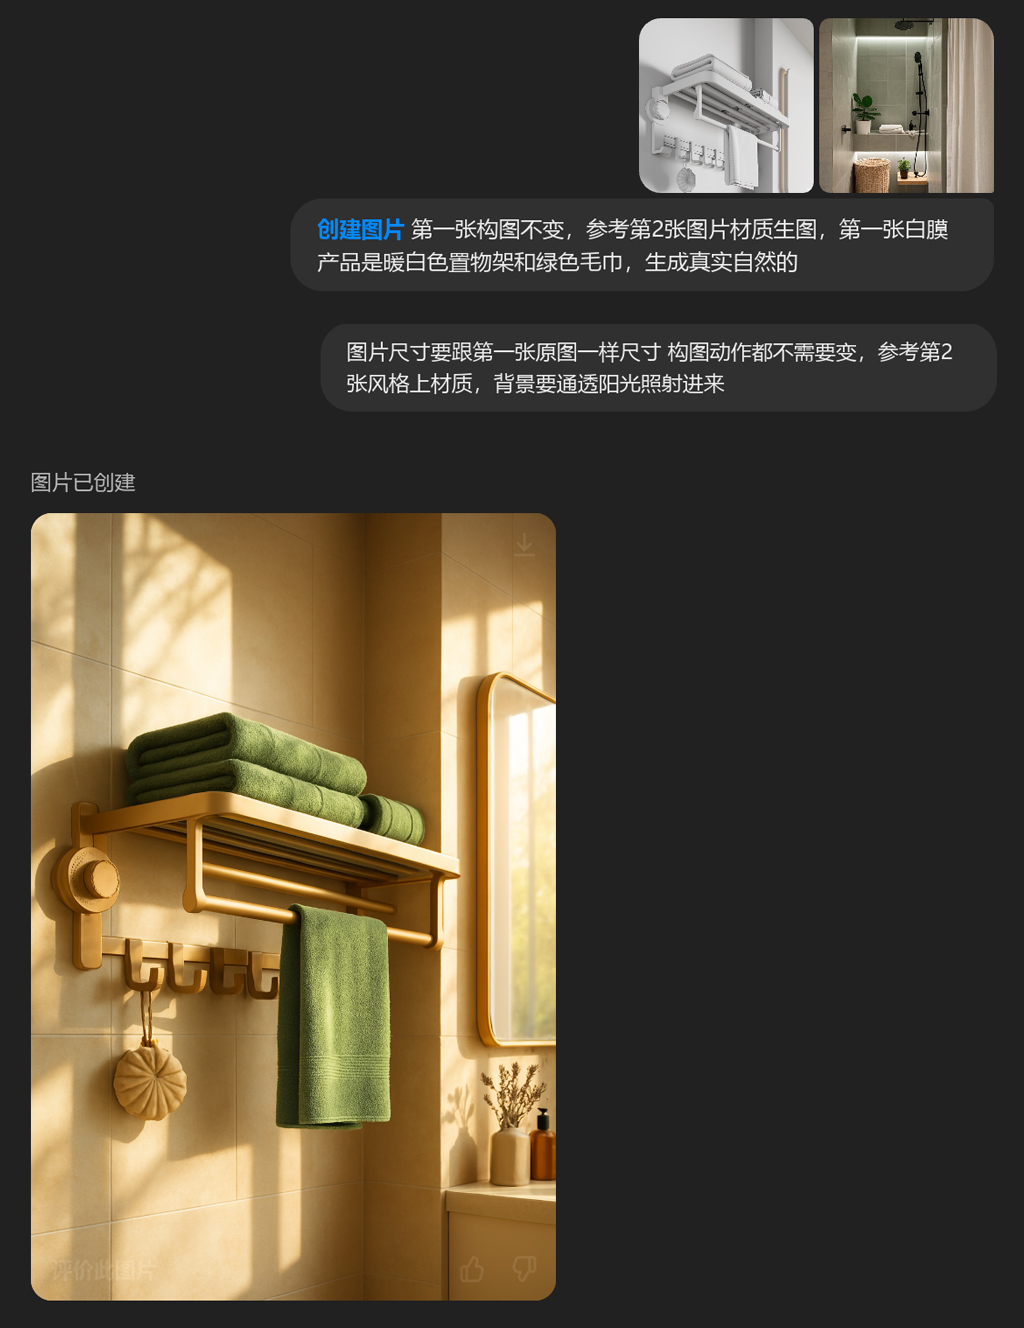 创建图片 第一张构图不变，参考第2张图片材质生图，第一张白膜
产品是暖白色置物架和绿色毛巾，生成真实自然的
图片尺寸要跟第一张原图一样尺寸 构图动作都不需要变，参考第2
张风格上材质，背景要通透阳光照射进来
图片已创建
评价此图片